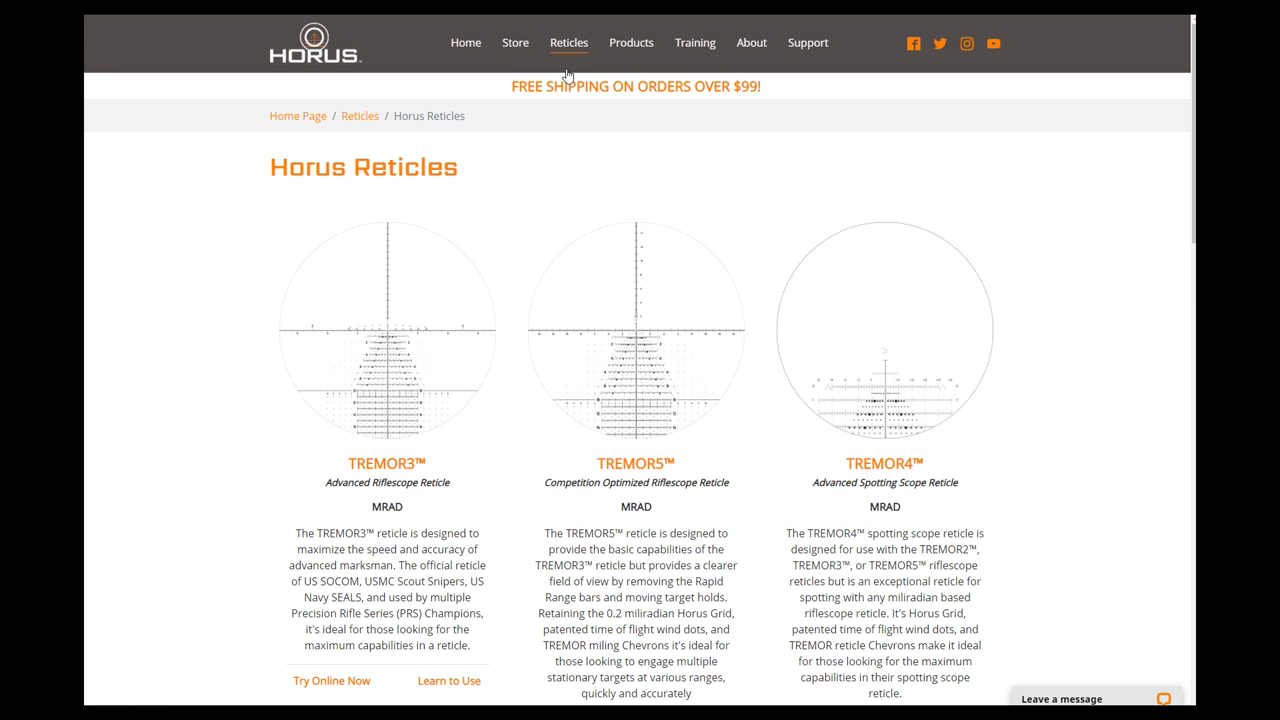 HORUS
Home Store Reticles Products Training About Support
FREE SHIPPING ON ORDERS OVER $99!
Home Page / Reticles / Horus Reticles
Horus Reticles
TREMOR3™
Advanced Riflescope Reticle
MRAD
The TREMOR3™ reticle is designed to
maximize the speed and accuracy of
advanced marksman. The official reticle
of US SOCOM, USMC Scout Snipers, US
Navy SEALS, and used by multiple
Precision Rifle Series (PRS) Champions,
it's ideal for those looking for the
maximum capabilities in a reticle.
Try Online Now Learn to Use
TREMOR5™
Competition Optimized Riflescope Reticle
MRAD
The TREMOR5™ reticle is designed to
provide the basic capabilities of the
TREMOR3™ reticle but provides a clearer
field of view by removing the Rapid
Range bars and moving target holds.
Retaining the 0.2 miliradian Horus Grid,
patented time of flight wind dots, and
TREMOR miling Chevrons it's ideal for
those looking to engage multiple
stationary targets at various ranges,
quickly and accurately
TREMOR4™
Advanced Spotting Scope Reticle
MRAD
The TREMOR4™ spotting scope reticle is
designed for use with the TREMOR2™,
TREMOR3™, or TREMOR5™ riflescope
reticles but is an exceptional reticle for
spotting with any miliradian based
riflescope reticle. It's Horus Grid,
patented time of flight wind dots, and
TREMOR reticle Chevrons make it ideal
for those looking for the maximum
capabilities in their spotting scope
reticle.
Leave a message